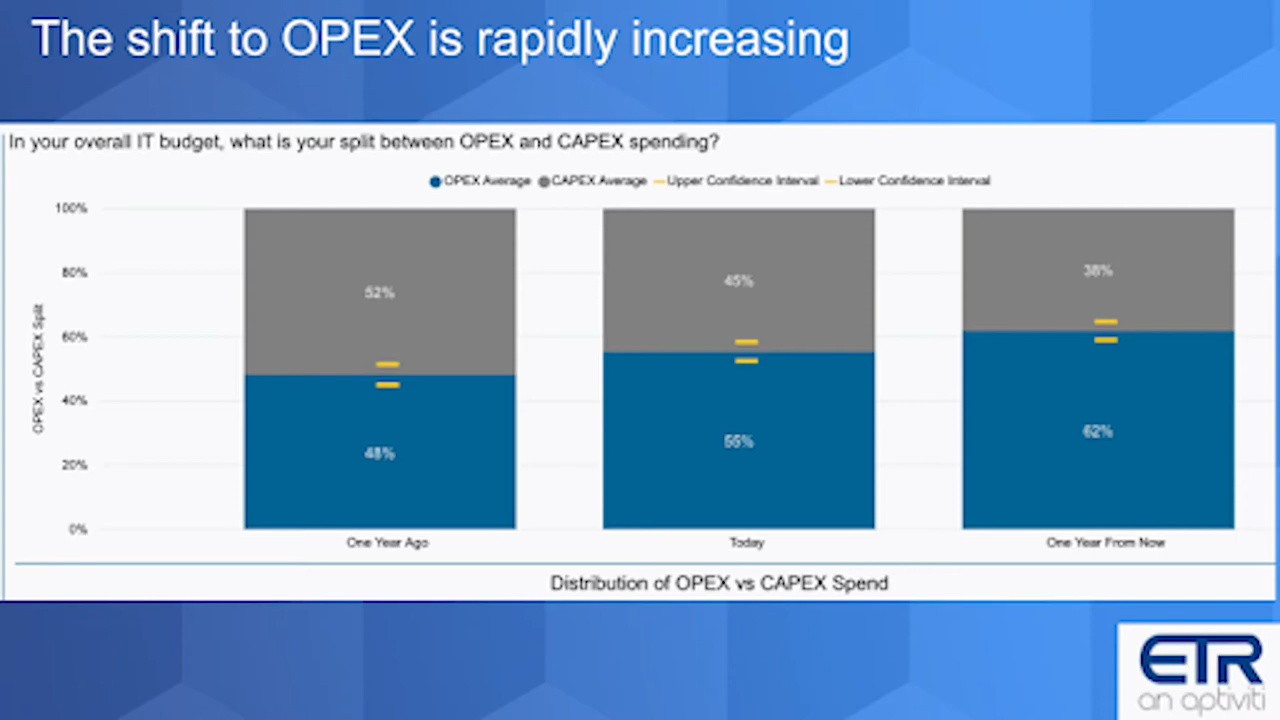 The shift to OPEX is rapidly increasing
In your overall IT budget, what is your split between OPEX and CAPEX spending?
OPEX Average CAPEX Average Upper Confidence Interval Lower Confidence Interval
100%
80%
60%
40%
20%
0%
OPEX vs CAPEX Split
52%
48%
45%
55%
38%
62%
One Year Ago
Today
One Year From Now
Distribution of OPEX vs CAPEX Spend
ETR
an aptiviti